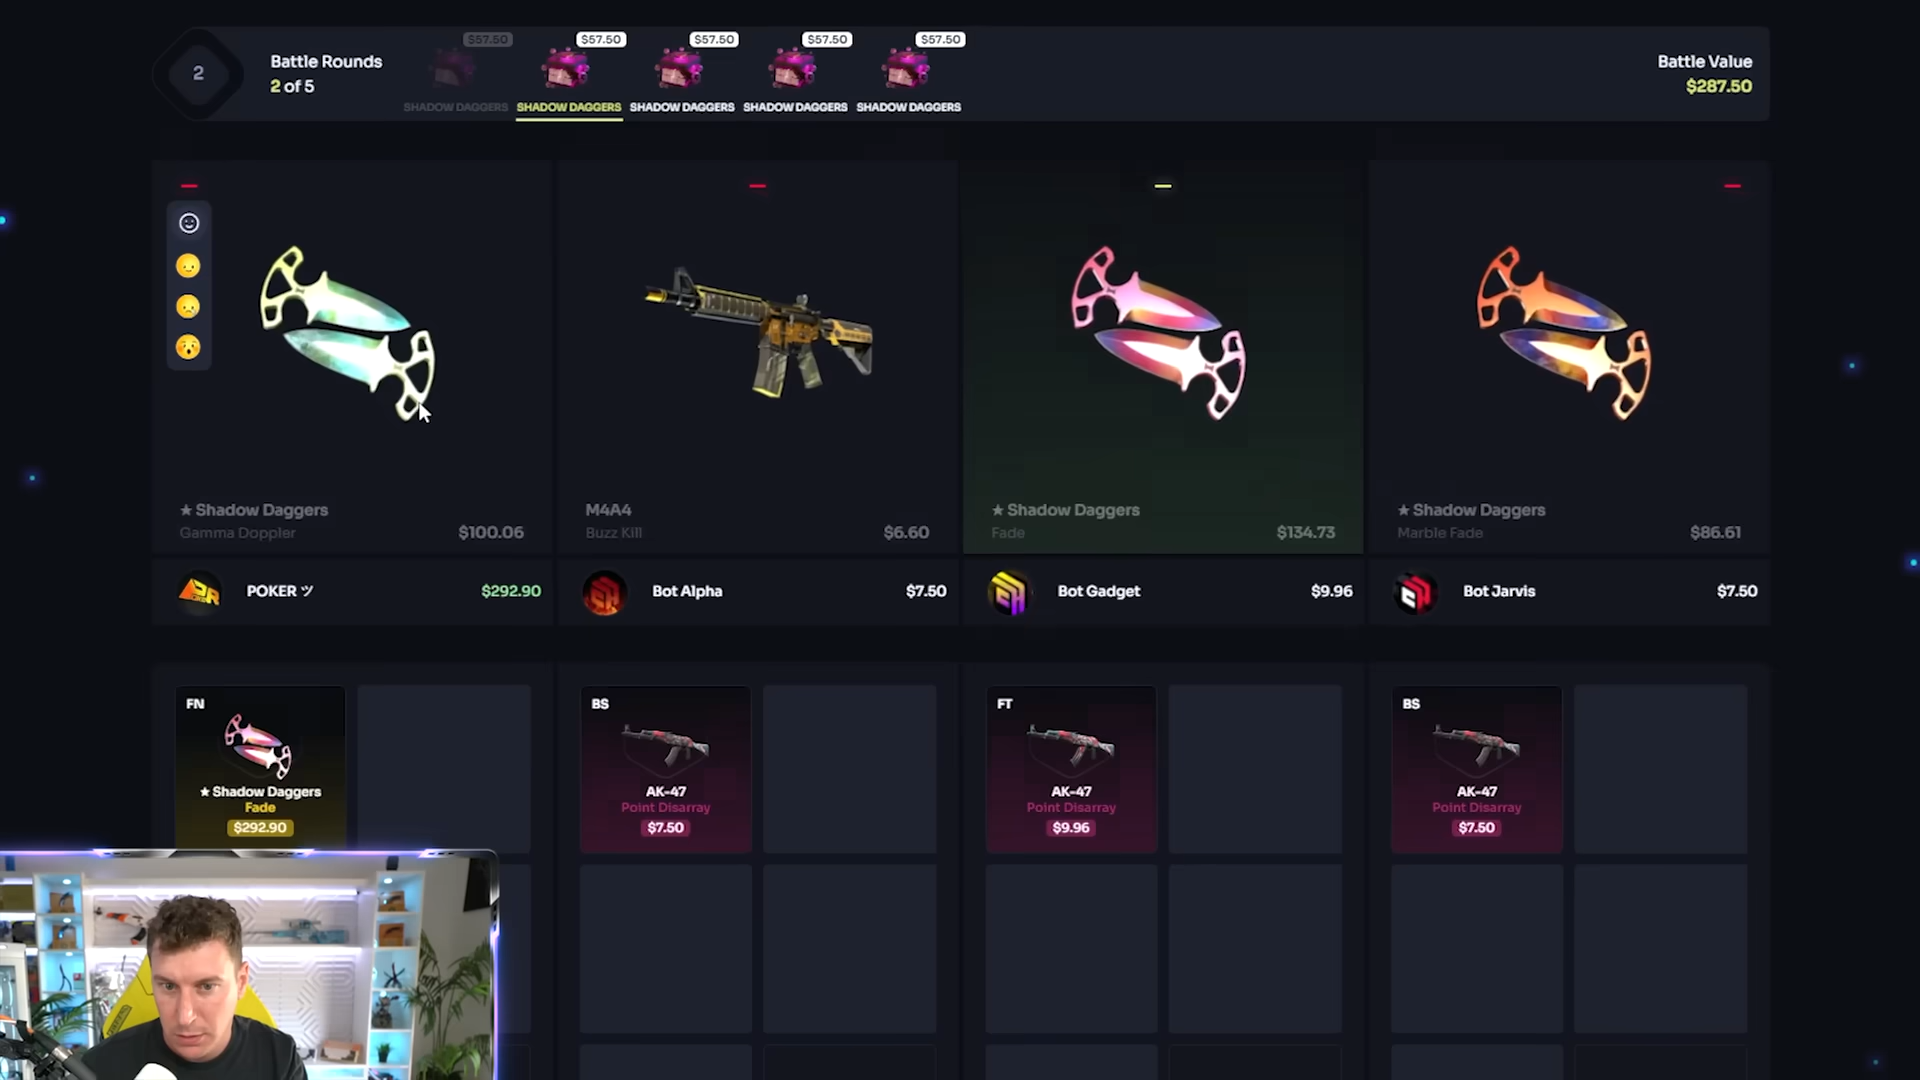 2
Battle Rounds
2 of 5
$57.50
SHADOW DAGGERS
$57.50
SHADOW DAGGERS
$57.50
SHADOW DAGGERS
$57.50
SHADOW DAGGERS
$57.50
SHADOW DAGGERS
Battle Value
$287.50
★ Shadow Daggers
Gamma Doppler
$100.06
M4A4
Buzz Kill
$6.60
★ Shadow Daggers
Fade
$134.73
★ Shadow Daggers
Marble Fade
$86.61
POKER ツ
$292.90
Bot Alpha
$7.50
Bot Gadget
$9.96
Bot Jarvis
$7.50
FN
★ Shadow Daggers
Fade
$292.90
BS
AK-47
Point Disarray
$7.50
FT
AK-47
Point Disarray
$9.96
BS
AK-47
Point Disarray
$7.50